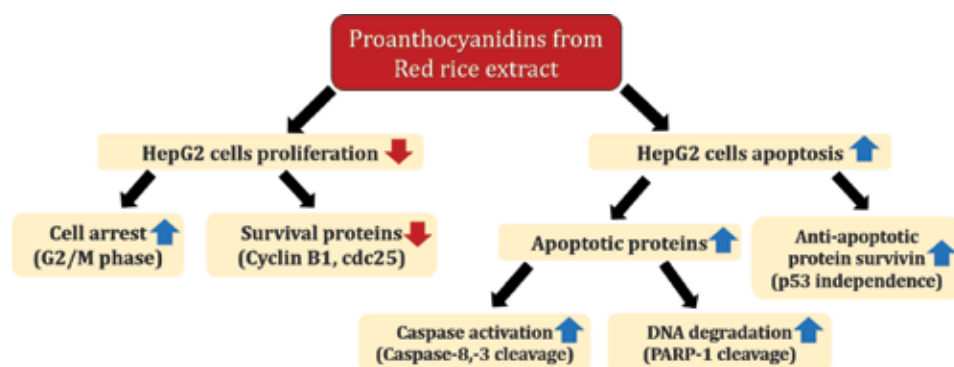 Proanthocyanidins from
Red rice extract
HepG2 cells proliferation
HepG2 cells apoptosis
Cell arrest
(G2/M phase)
Survival proteins
(Cyclin B1, cdc25)
Apoptotic proteins
Anti-apoptotic
protein survivin
(p53 independence)
Caspase activation
(Caspase-8,-3 cleavage)
DNA degradation
(PARP-1 cleavage)